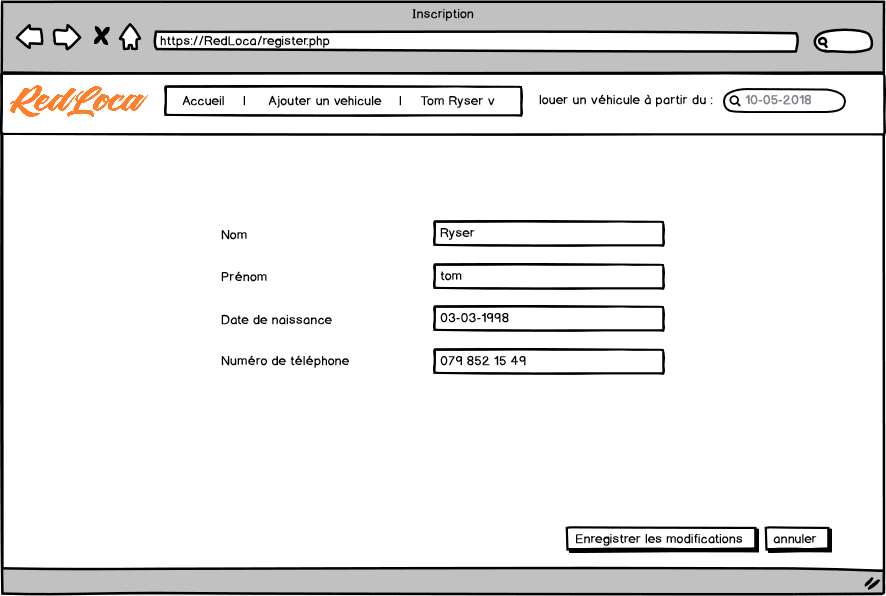 Inscription
https://RedLoca/register.php
RedLoca
Accueil | Ajouter un vehicule | Tom Ryser v
louer un véhicule à partir du : 10-05-2018
Nom Ryser
Prénom tom
Date de naissance 03-03-1998
Numéro de téléphone 079 852 15 49
Enregistrer les modifications annuler